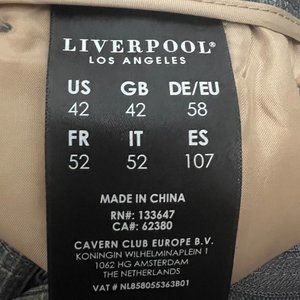 LIVERPOOL®
LOS ANGELES
US GB DE/EU
42 42 58
FR IT ES
52 52 107
MADE IN CHINA
RN#: 133647
CA#: 62380
CAVERN CLUB EUROPE B.V.
KONINGIN WILHELMINAPLEIN 1
1062 HG AMSTERDAM
THE NETHERLANDS
VAT # NL858055363B01